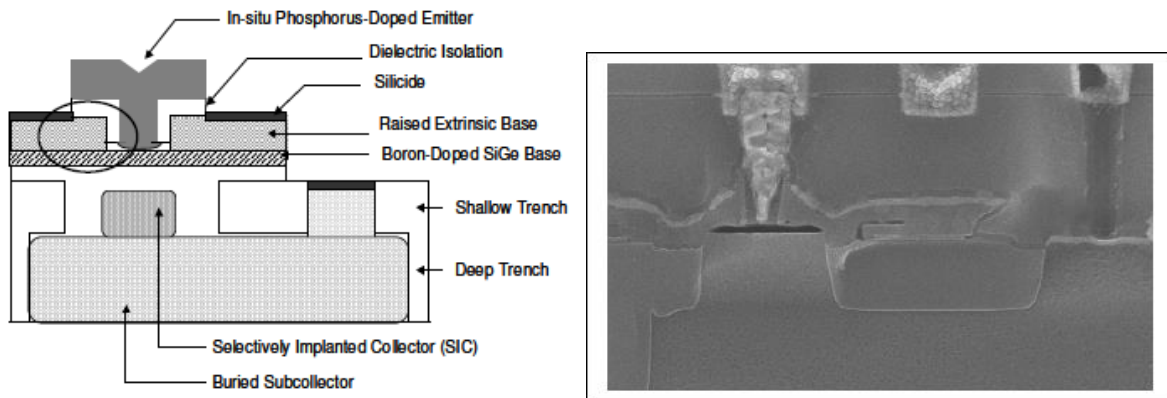 In-situ Phosphorus-Doped Emitter
Dielectric Isolation
Silicide
Raised Extrinsic Base
Boron-Doped SiGe Base
Shallow Trench
Deep Trench
Selectively Implanted Collector (SIC)
Buried Subcollector